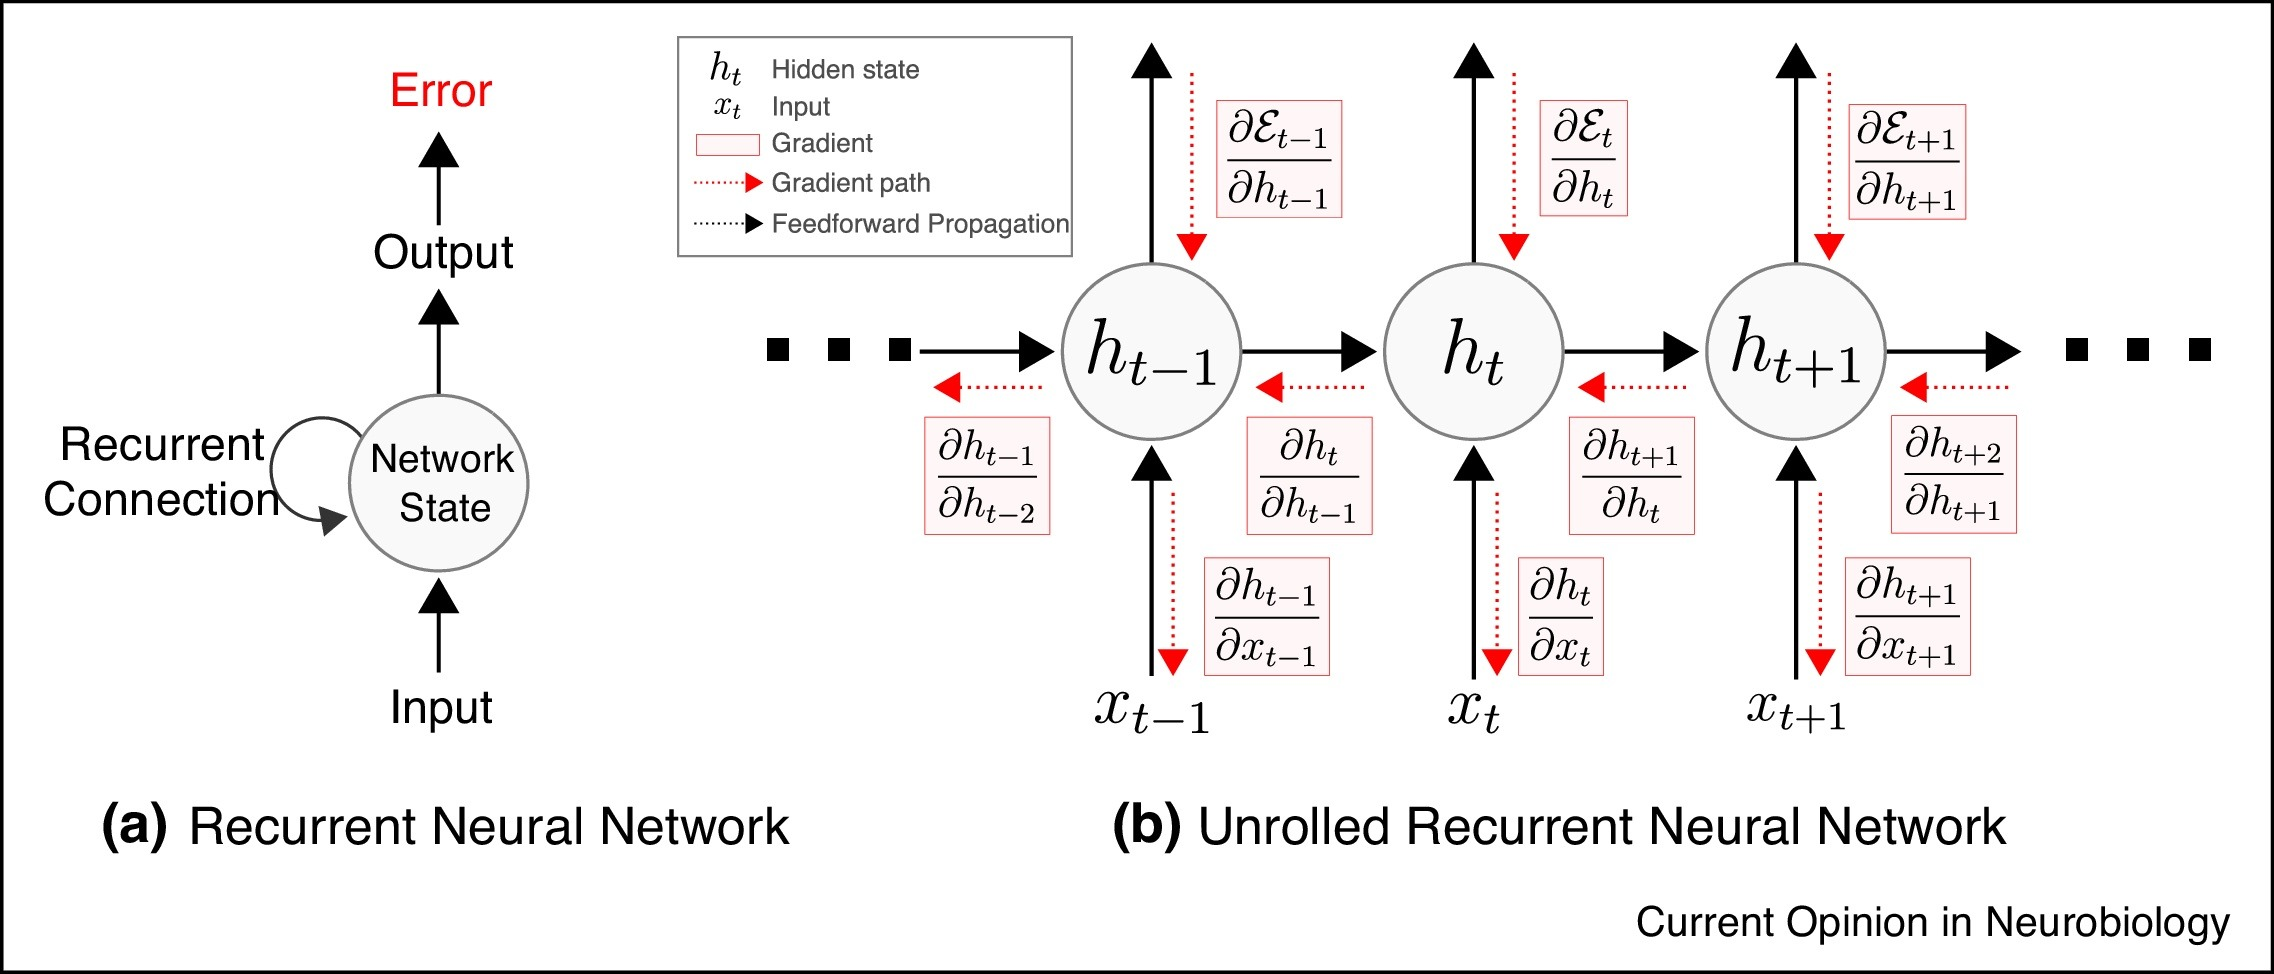 Error
Output
Recurrent
Connection
Network
State
Input
h_t Hidden state
x_t Input
Gradient
Gradient path
Feedforward Propagation
∂ℰ_{t−1}/∂h_{t−1}
∂ℰ_t/∂h_t
∂ℰ_{t+1}/∂h_{t+1}
h_{t−1}
h_t
h_{t+1}
∂h_{t−1}/∂h_{t−2}
∂h_t/∂h_{t−1}
∂h_{t+1}/∂h_t
∂h_{t+2}/∂h_{t+1}
∂h_{t−1}/∂x_{t−1}
∂h_t/∂x_t
∂h_{t+1}/∂x_{t+1}
x_{t−1}
x_t
x_{t+1}
(a) Recurrent Neural Network
(b) Unrolled Recurrent Neural Network
Current Opinion in Neurobiology